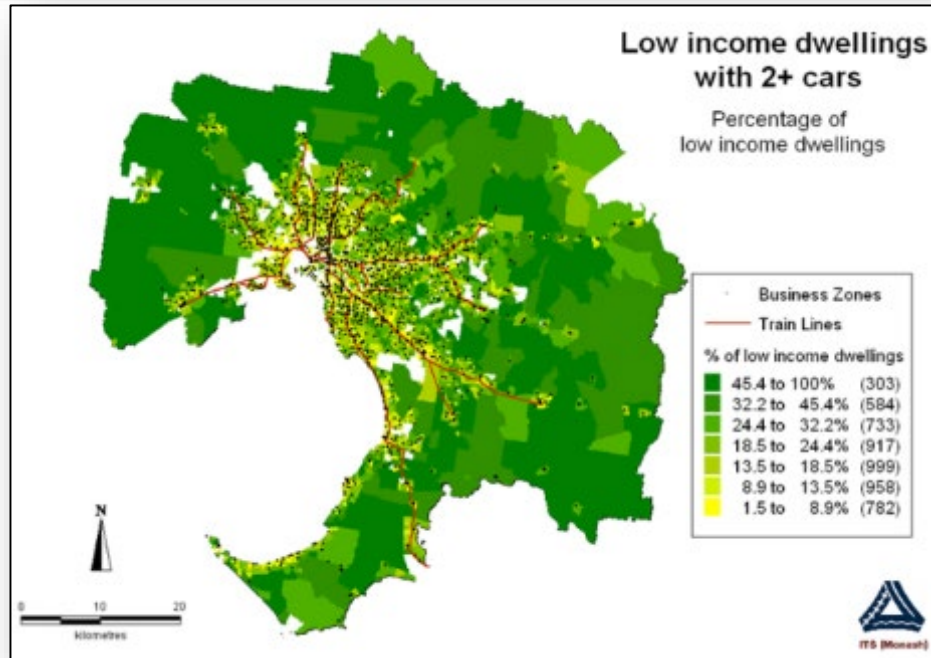 Low income dwellings
with 2+ cars
Percentage of
low income dwellings
Business Zones
Train Lines
% of low income dwellings
45.4 to 100% (303)
32.2 to 45.4% (584)
24.4 to 32.2% (733)
18.5 to 24.4% (917)
13.5 to 18.5% (999)
8.9 to 13.5% (958)
1.5 to 8.9% (782)
N
0 10 20
kilometres
ITS (Monash)